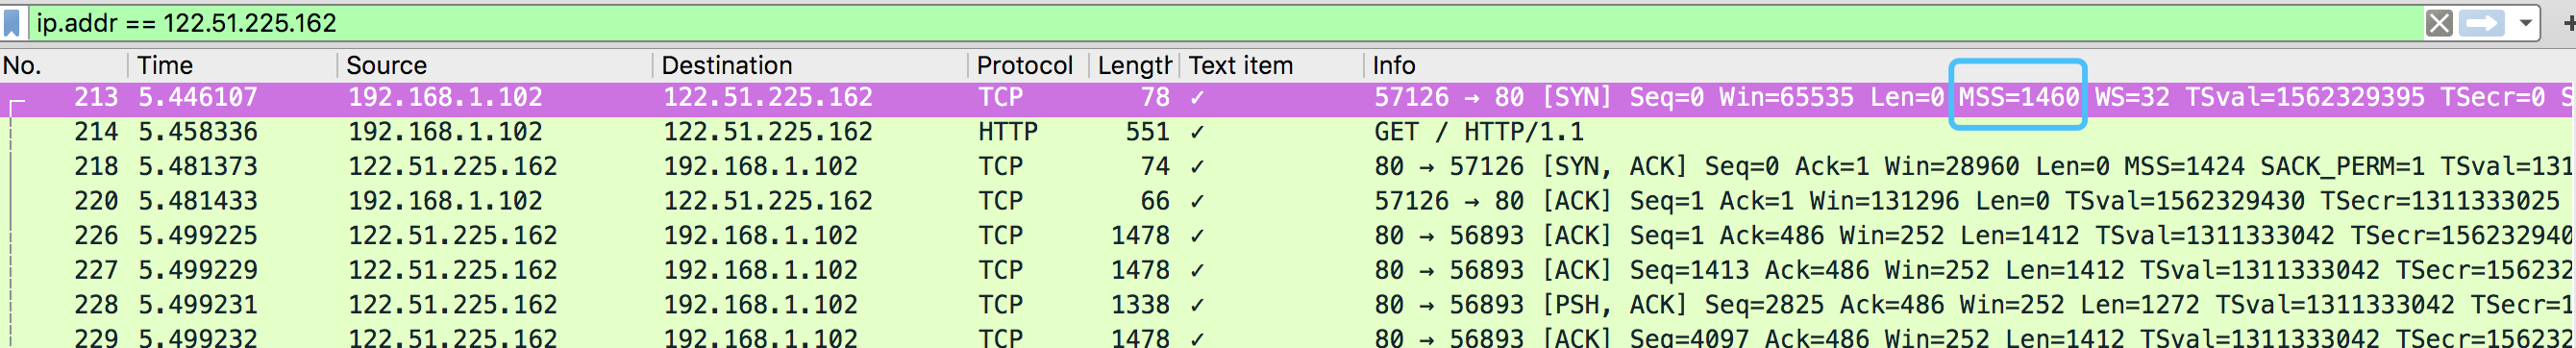 ip.addr == 122.51.225.162
No. Time Source Destination Protocol Length Text item Info
213 5.446107 192.168.1.102 122.51.225.162 TCP 78 ✓ 57126 → 80 [SYN] Seq=0 Win=65535 Len=0 MSS=1460 WS=32 TSval=1562329395 TSecr=0 S
214 5.458336 192.168.1.102 122.51.225.162 HTTP 551 ✓ GET / HTTP/1.1
218 5.481373 122.51.225.162 192.168.1.102 TCP 74 ✓ 80 → 57126 [SYN, ACK] Seq=0 Ack=1 Win=28960 Len=0 MSS=1424 SACK_PERM=1 TSval=131
220 5.481433 192.168.1.102 122.51.225.162 TCP 66 ✓ 57126 → 80 [ACK] Seq=1 Ack=1 Win=131296 Len=0 TSval=1562329430 TSecr=1311333025
226 5.499225 122.51.225.162 192.168.1.102 TCP 1478 ✓ 80 → 56893 [ACK] Seq=1 Ack=486 Win=252 Len=1412 TSval=1311333042 TSecr=156232940
227 5.499229 122.51.225.162 192.168.1.102 TCP 1478 ✓ 80 → 56893 [ACK] Seq=1413 Ack=486 Win=252 Len=1412 TSval=1311333042 TSecr=156232
228 5.499231 122.51.225.162 192.168.1.102 TCP 1338 ✓ 80 → 56893 [PSH, ACK] Seq=2825 Ack=486 Win=252 Len=1272 TSval=1311333042 TSecr=1
229 5.499232 122.51.225.162 192.168.1.102 TCP 1478 ✓ 80 → 56893 [ACK] Seq=4097 Ack=486 Win=252 Len=1412 TSval=1311333042 TSecr=156232